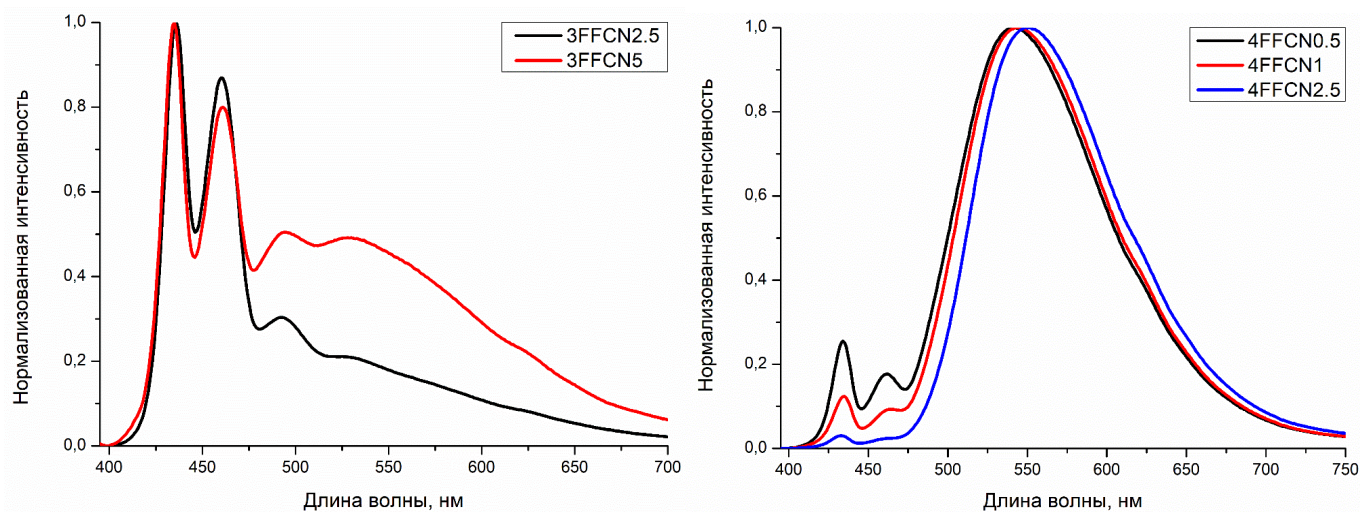 Нормализованная интенсивность
1,0
0,8
0,6
0,4
0,2
0,0
3FFCN2.5
3FFCN5
400 450 500 550 600 650 700
Длина волны, нм
Нормализованная интенсивность
1,0
0,8
0,6
0,4
0,2
0,0
4FFCN0.5
4FFCN1
4FFCN2.5
400 450 500 550 600 650 700 750
Длина волны, нм